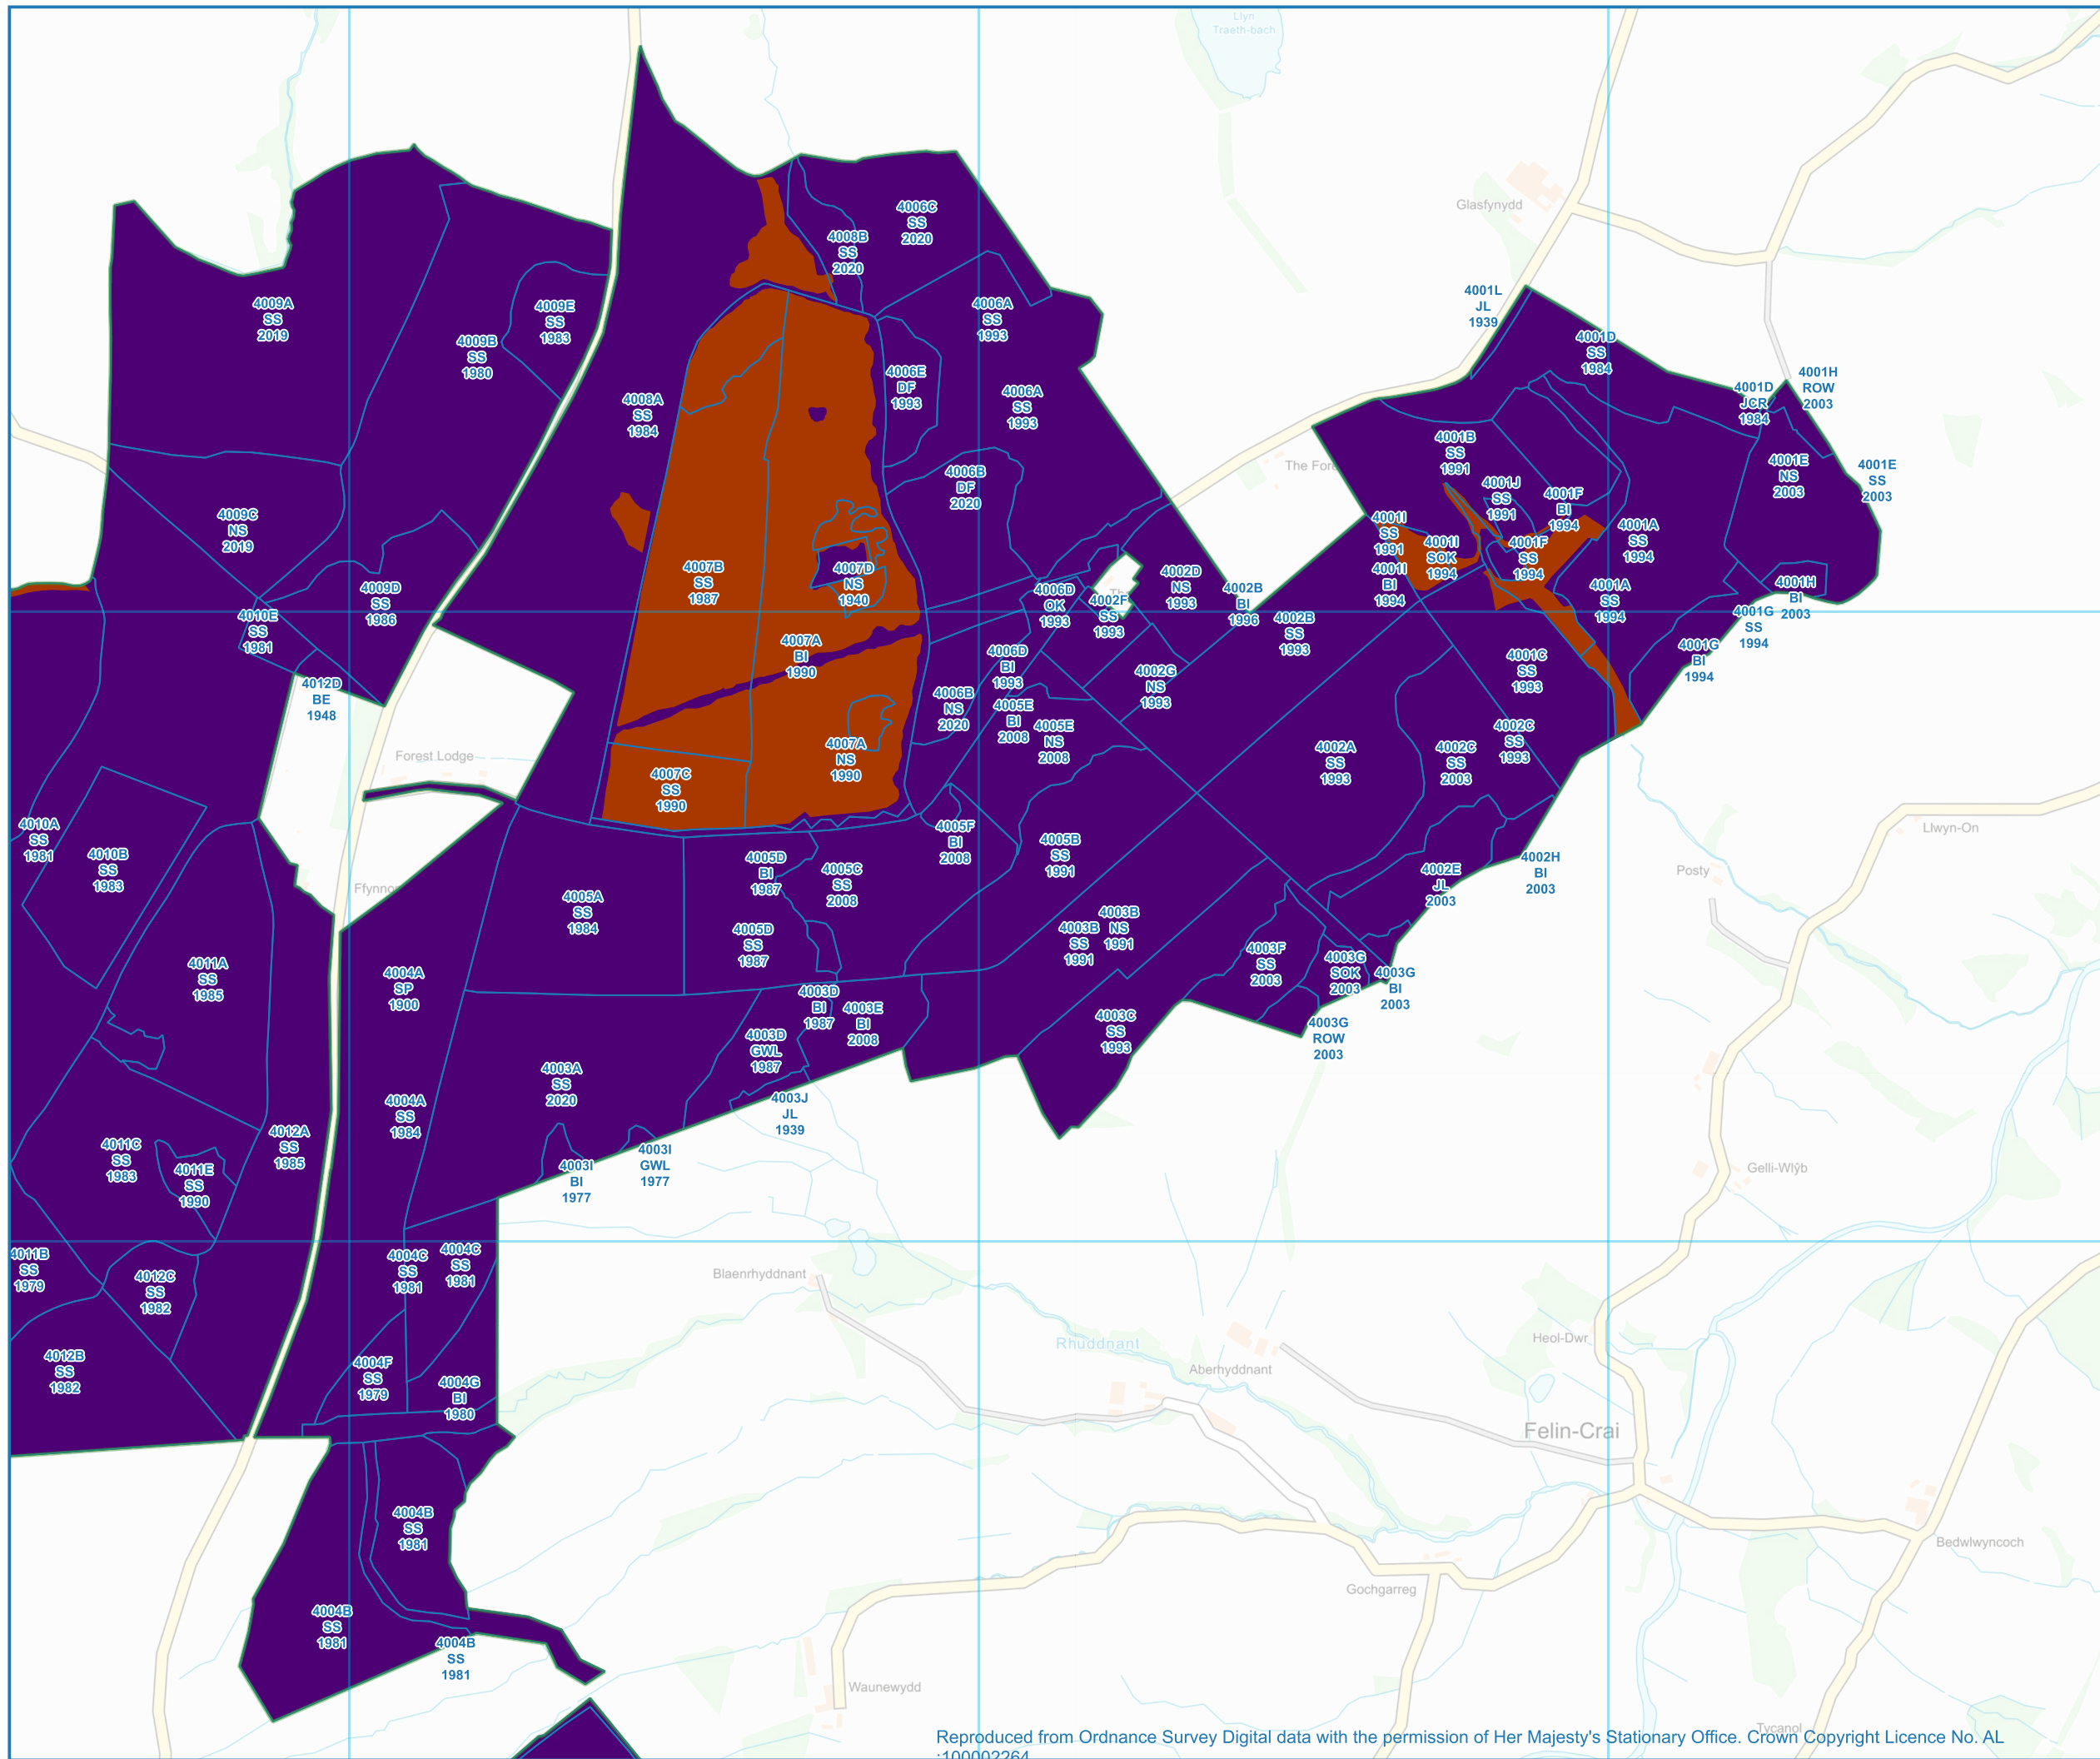 Llyn
Traeth-bach
4006C
SS
2020
Glasfynydd
4008B
SS
2020
4001L
JL
1939
4009A
SS
2019
4009E
SS
1983
4006A
SS
1993
4009B
SS
1980
4001D
SS
1984
4006E
DF
1993
4001H
ROW
2003
4001D
JCR
1984
4008A
SS
1984
4006A
SS
1993
4001B
SS
1991
The Fore
4001E
NS
2003
4001E
SS
2003
4006B
DF
2020
4001J
SS
1991
4001F
BI
1994
4009C
NS
2019
4001I
SS
1991
4001A
SS
1994
4001I
SOK
1994
4001F
SS
1994
4007B
SS
1987
4007D
NS
1940
4002D
NS
1993
4001I
BI
1994
4009D
SS
1986
4006D
OK
1993
4002B
BI
1996
4001A
SS
1994
4001H
BI
2003
The
4002F
SS
1993
4010E
SS
1981
4002B
SS
1993
4001G
SS
1994
4007A
BI
1990
4006D
BI
1993
4001G
BI
1994
4001C
SS
1993
4002G
NS
1993
4012D
BE
1948
4006B
NS
2020
4005E
BI
2008
4005E
NS
2008
4002C
SS
1993
Forest Lodge
4007A
NS
1990
4002A
SS
1993
4002C
SS
2003
4007C
SS
1990
4010A
SS
1981
4005F
BI
2008
Llwyn-On
4010B
SS
1983
4005D
BI
1987
4005C
SS
2008
4005B
SS
1991
4002H
BI
2003
4002E
JL
2003
Posty
Ffynnon
4005A
SS
1984
4005D
SS
1987
4003B
SS
1991
4003B
NS
1991
4003F
SS
2003
4003G
SOK
2003
4003G
BI
2003
4011A
SS
1985
4004A
SP
1900
4003D
BI
1987
4003E
BI
2008
4003C
SS
1993
4003G
ROW
2003
4003D
GWL
1987
4003A
SS
2020
4004A
SS
1984
4003J
JL
1939
4011C
SS
1983
4012A
SS
1985
4011E
SS
1990
4003I
BI
1977
4003I
GWL
1977
Gelli-Wlŷb
4011B
SS
1979
4004C
SS
1981
4004C
SS
1981
4012C
SS
1982
Blaenrhyddnant
Rhuddnant
Heol-Dwr
Aberhyddnant
4012B
SS
1982
4004F
SS
1979
4004G
BI
1980
Felin-Crai
4004B
SS
1981
Bedwlwyncoch
Gochgarreg
4004B
SS
1981
4004B
SS
1981
Waunewydd
Tycanol
Reproduced from Ordnance Survey Digital data with the permission of Her Majesty's Stationary Office. Crown Copyright Licence No. AL
:100002264